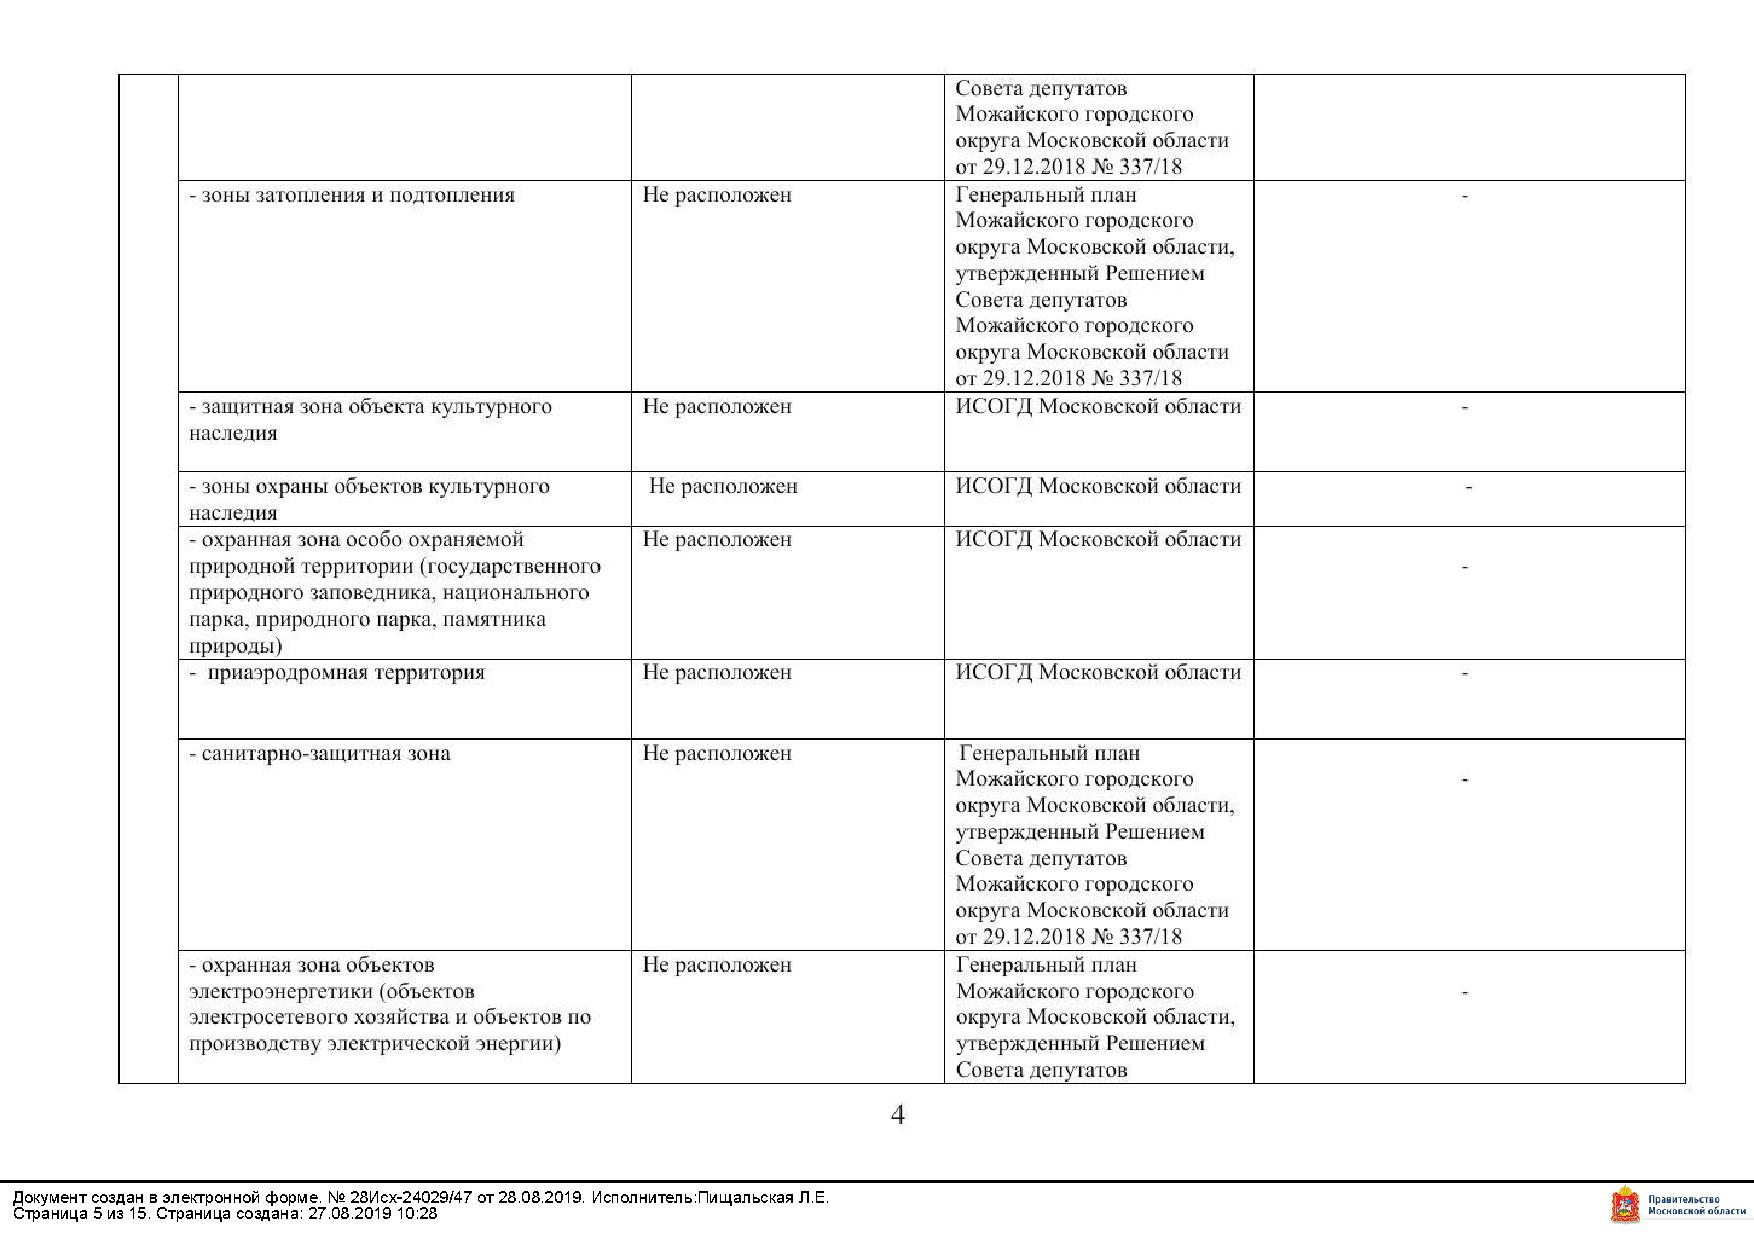 Совета депутатов
Можайского городского
округа Московской области
от 29.12.2018 № 337/18
- зоны затопления и подтопления
Не расположен
Генеральный план
Можайского городского
округа Московской области,
утвержденный Решением
Совета депутатов
Можайского городского
округа Московской области
от 29.12.2018 № 337/18
-
- защитная зона объекта культурного
наследия
Не расположен
ИСОГД Московской области
-
- зоны охраны объектов культурного
наследия
Не расположен
ИСОГД Московской области
-
- охранная зона особо охраняемой
природной территории (государственного
природного заповедника, национального
парка, природного парка, памятника
природы)
Не расположен
ИСОГД Московской области
-
- приаэродромная территория
Не расположен
ИСОГД Московской области
-
- санитарно-защитная зона
Не расположен
Генеральный план
Можайского городского
округа Московской области,
утвержденный Решением
Совета депутатов
Можайского городского
округа Московской области
от 29.12.2018 № 337/18
-
- охранная зона объектов
электроэнергетики (объектов
электросетевого хозяйства и объектов по
производству электрической энергии)
Не расположен
Генеральный план
Можайского городского
округа Московской области,
утвержденный Решением
Совета депутатов
-
4
Документ создан в электронной форме. № 28Исх-24029/47 от 28.08.2019. Исполнитель:Пищальская Л.Е.
Страница 5 из 15. Страница создана: 27.08.2019 10:28
Правительство
Московской области